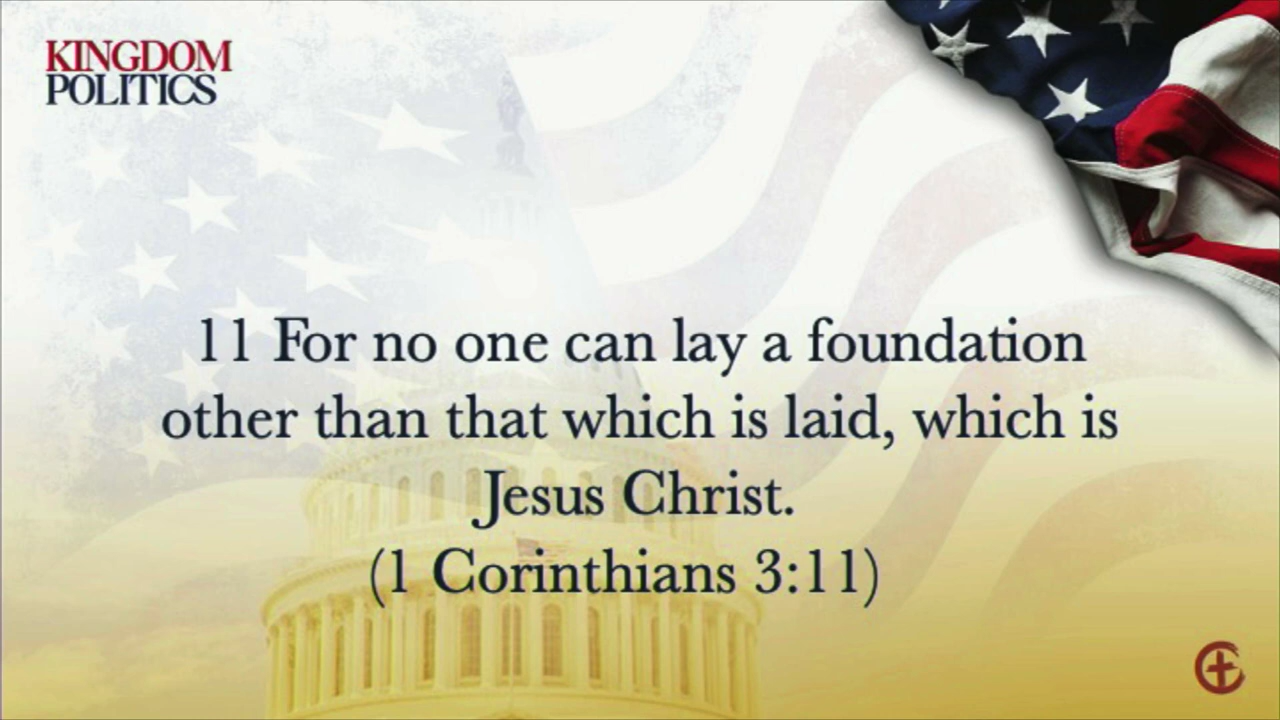 KINGDOM
POLITICS
11 For no one can lay a foundation
other than that which is laid, which is
Jesus Christ.
(1 Corinthians 3:11)